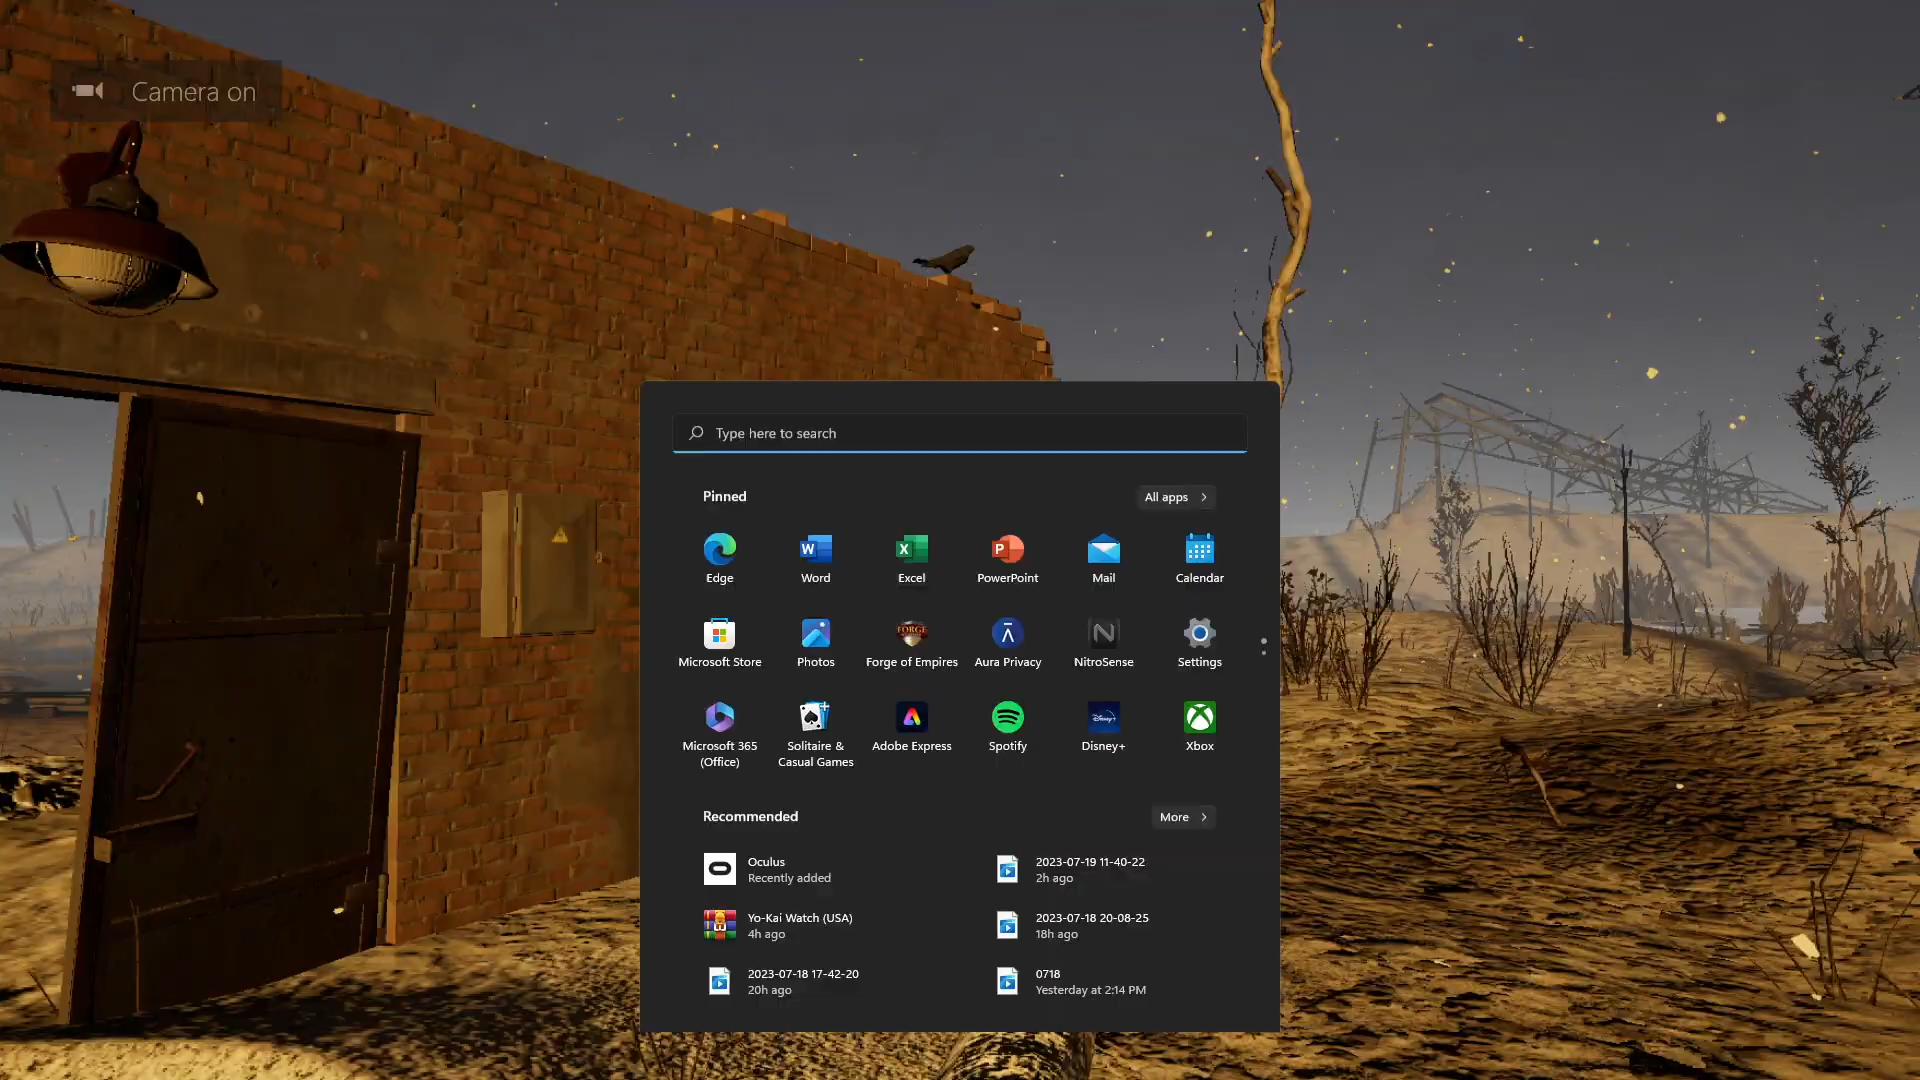 Camera on
Type here to search
Pinned
All apps
Edge
Word
Excel
PowerPoint
Mail
Calendar
Microsoft Store
Photos
FORGE
Forge of Empires
Aura Privacy
NitroSense
Settings
Microsoft 365
(Office)
Solitaire &
Casual Games
Adobe Express
Spotify
Disney+
Disney+
Xbox
Recommended
More
Oculus
Recently added
2023-07-19 11-40-22
2h ago
Yo-Kai Watch (USA)
4h ago
2023-07-18 20-08-25
18h ago
2023-07-18 17-42-20
20h ago
0718
Yesterday at 2:14 PM